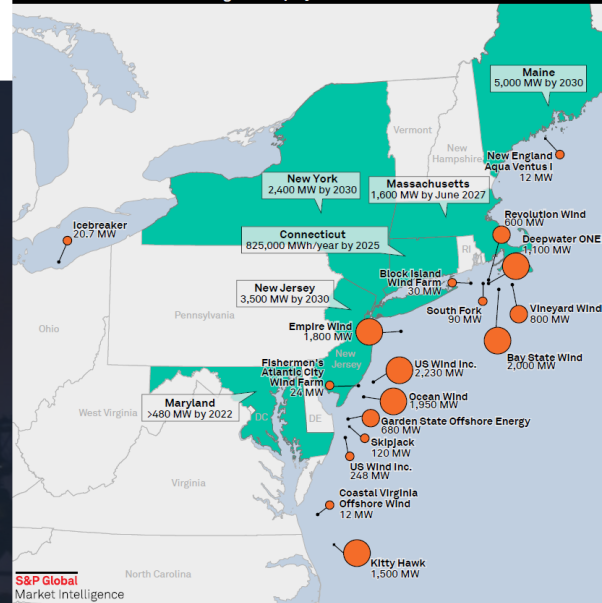 Maine
5,000 MW by 2030
Vermont
New
Hampshire
New England
Aqua Ventus I
12 MW
New York
2,400 MW by 2030
Massachusetts
1,600 MW by June 2027
Revolution Wind
600 MW
Deepwater ONE
1,100 MW
Icebreaker
20.7 MW
Connecticut
825,000 MWh/year by 2025
RI
Block Island
Wind Farm
30 MW
South Fork
90 MW
Vineyard Wind
800 MW
New Jersey
3,500 MW by 2030
Pennsylvania
Ohio
Empire Wind
1,800 MW
Bay State Wind
2,000 MW
New
Jersey
Fishermen's
Atlantic City
Wind Farm
24 MW
US Wind Inc.
2,230 MW
Ocean Wind
1,950 MW
Maryland
>480 MW by 2022
West Virginia
DC
DE
Garden State Offshore Energy
680 MW
Skipjack
120 MW
US Wind Inc.
248 MW
Virginia
Coastal Virginia
Offshore Wind
12 MW
Kitty Hawk
1,500 MW
North Carolina
S&P Global
Market Intelligence